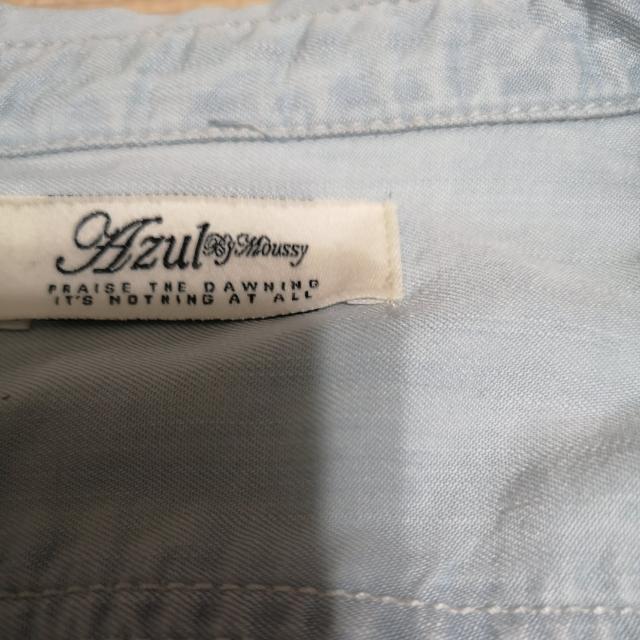 Azul By Moussy
PRAISE THE DAWNING
IT'S NOTHING AT ALL